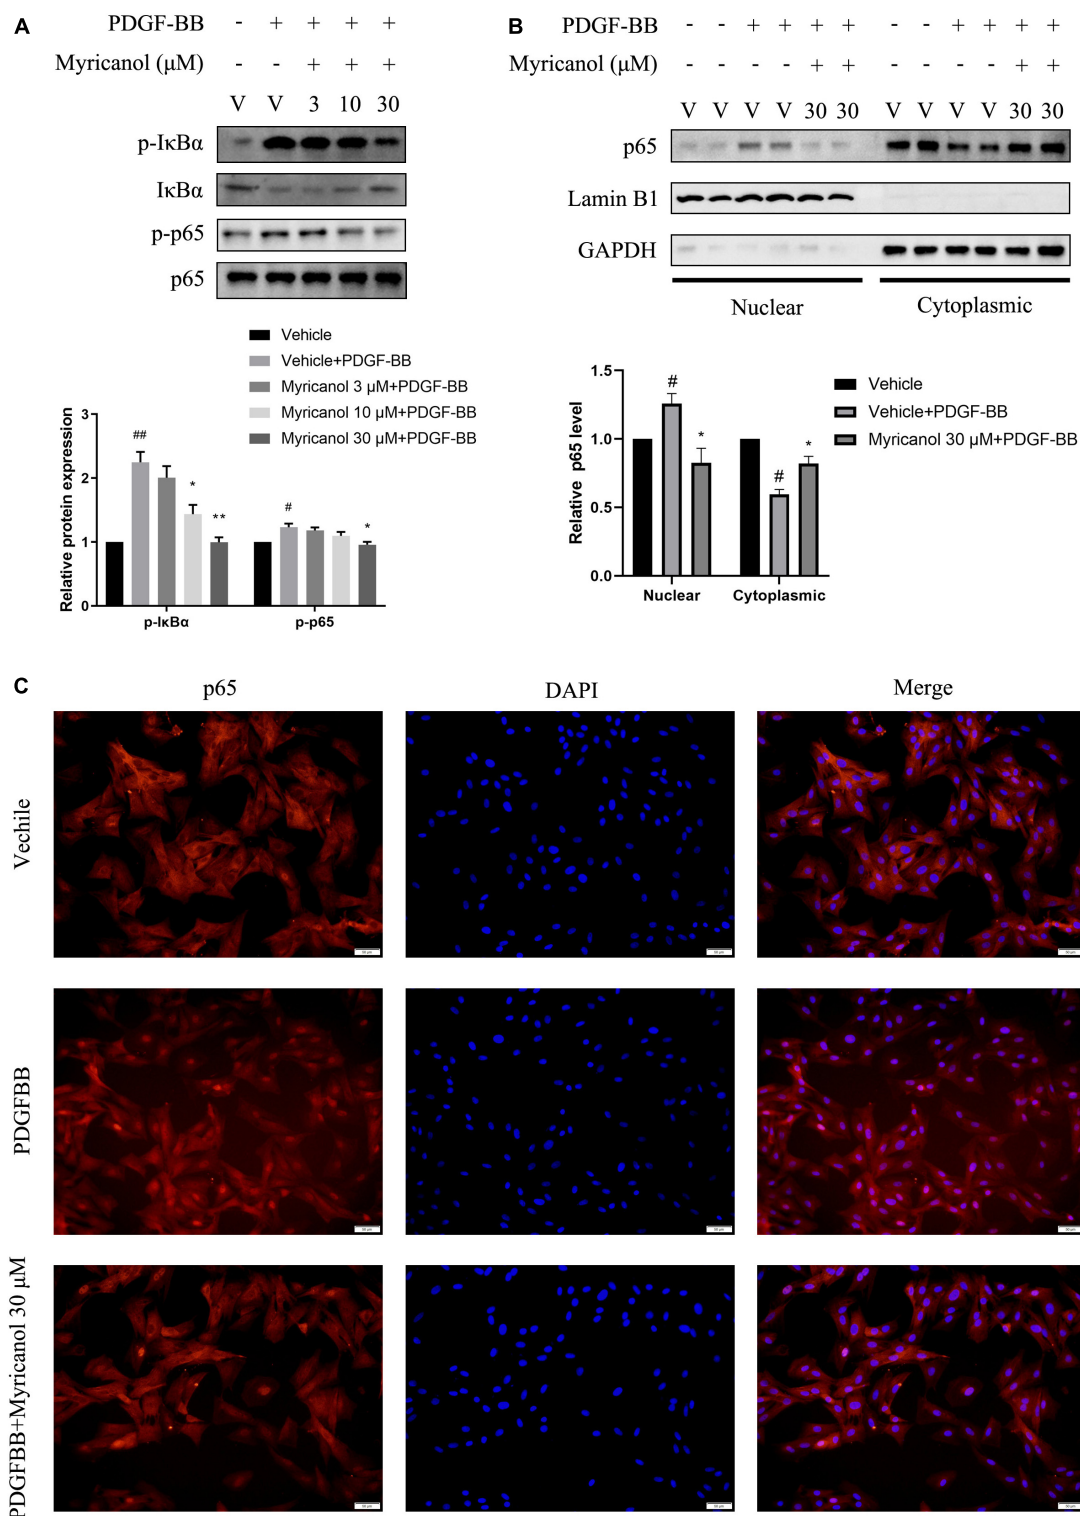 A
PDGF-BB - + + + +
Myricanol (μM) - - + + +
V V 3 10 30
p-IκBα
IκBα
p-p65
p65
Vehicle
Vehicle+PDGF-BB
Myricanol 3 μM+PDGF-BB
Myricanol 10 μM+PDGF-BB
Myricanol 30 μM+PDGF-BB
Relative protein expression
3
2
1
0
##
*
**
#
*
p-IκBα p-p65
B
PDGF-BB - - + + + + - - + + + +
Myricanol (μM) - - - - + + - - - - + +
V V V V 30 30 V V V V 30 30
p65
Lamin B1
GAPDH
Nuclear Cytoplasmic
Vehicle
Vehicle+PDGF-BB
Myricanol 30 μM+PDGF-BB
Relative p65 level
1.5
1.0
0.5
0.0
#
*
#
*
Nuclear Cytoplasmic
C
p65 DAPI Merge
Vechile
PDGFBB
PDGFBB+Myricanol 30 μM